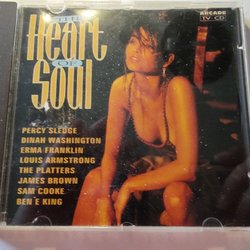 THE
Heart
OF
Soul
ARCADE
TV-CD
PERCY SLEDGE
DINAH WASHINGTON
ERMA FRANKLIN
LOUIS ARMSTRONG
THE PLATTERS
JAMES BROWN
SAM COOKE
BEN E KING